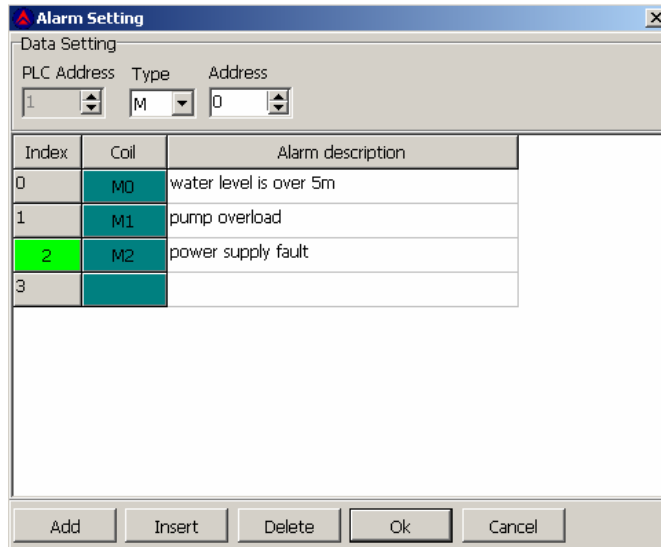 Alarm Setting
Data Setting
PLC Address Type Address
1 M 0
Index Coil Alarm description
0 M0 water level is over 5m
1 M1 pump overload
2 M2 power supply fault
3
Add Insert Delete Ok Cancel